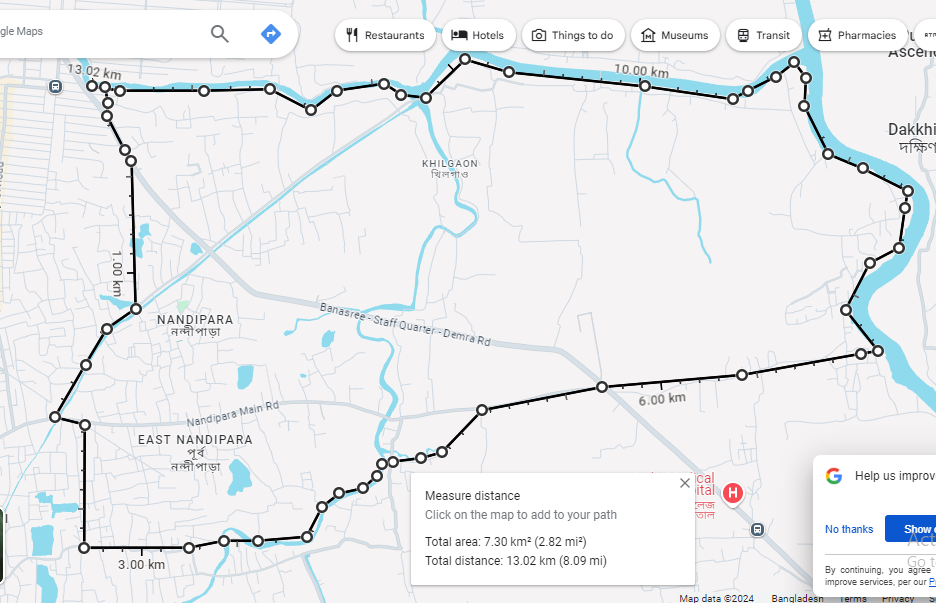 gle Maps
Restaurants
Hotels
Things to do
Museums
Transit
Pharmacies
Ascen
13.02 km
10.00 km
Dakkhi
দক্ষিণ
KHILGAON
খিলগাও
1.00 km
NANDIPARA
নন্দীপাড়া
Banasree - Staff Quarter - Demra Rd
6.00 km
Nandipara Main Rd
EAST NANDIPARA
পূর্ব
নন্দীপাড়া
3.00 km
ical
ital
H
লেজ
তাল
Measure distance
Click on the map to add to your path
Total area: 7.30 km² (2.82 mi²)
Total distance: 13.02 km (8.09 mi)
Help us improv
No thanks
Show
Act
Go t
By continuing, you agree
improve services, per our P
Map data ©2024
Bangladesh
Terms
Privacy